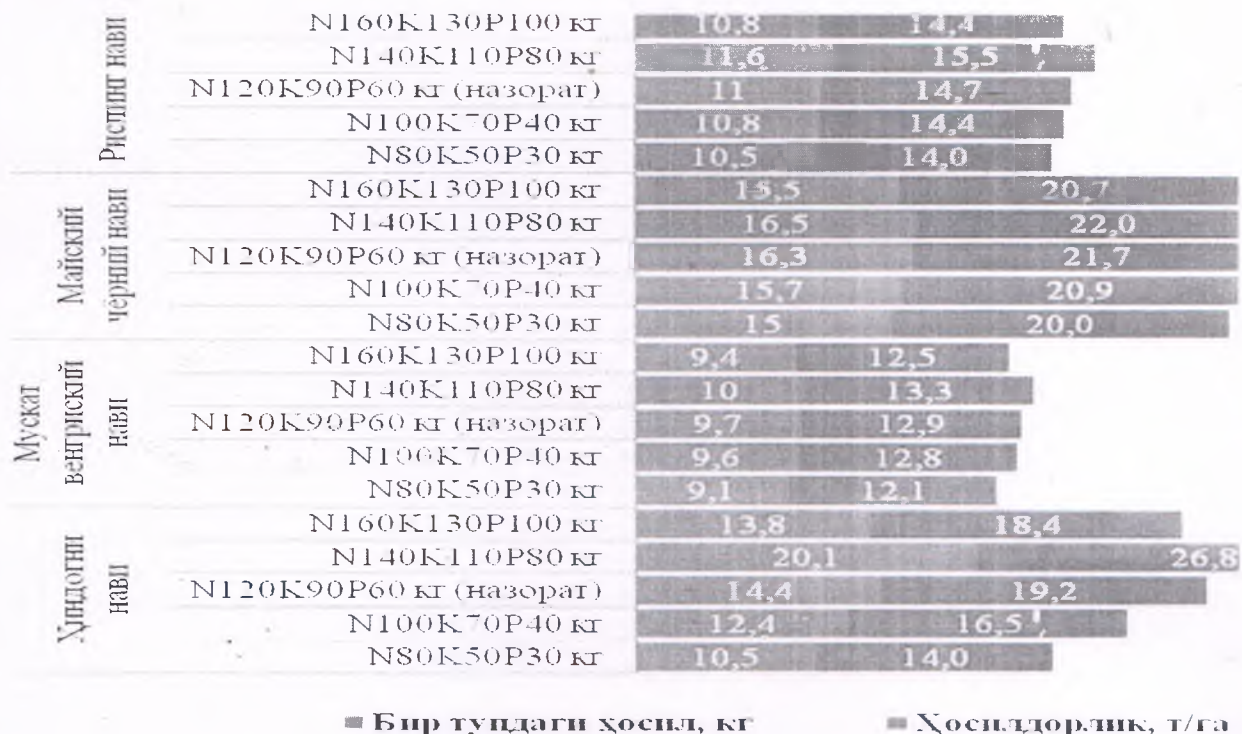 Рислинг нави
N160K130P100 кг 10,8 14,4
N140K110P80 кг 11,6 15,5
N120K90P60 кг (назорат) 11 14,7
N100K70P40 кг 10,8 14,4
N80K50P30 кг 10,5 14,0
Майский
чёрний нави
N160K130P100 кг 15,5 20,7
N140K110P80 кг 16,5 22,0
N120K90P60 кг (назорат) 16,3 21,7
N100K70P40 кг 15,7 20,9
N80K50P30 кг 15 20,0
Мускат
венгриский
нави
N160K130P100 кг 9,4 12,5
N140K110P80 кг 10 13,3
N120K90P60 кг (назорат) 9,7 12,9
N100K70P40 кг 9,6 12,8
N80K50P30 кг 9,1 12,1
Ҳиндогни
нави
N160K130P100 кг 13,8 18,4
N140K110P80 кг 20,1 26,8
N120K90P60 кг (назорат) 14,4 19,2
N100K70P40 кг 12,4 16,5
N80K50P30 кг 10,5 14,0
Бир тупдаги ҳосил, кг Ҳосилдорлик, т/га